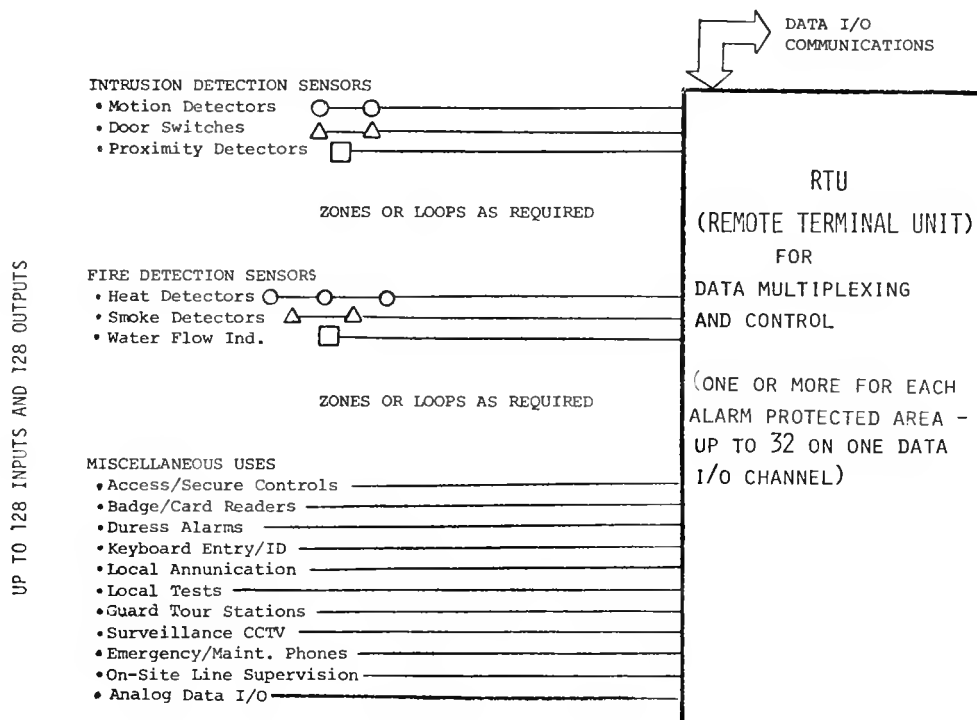 DATA I/O
COMMUNICATIONS
INTRUSION DETECTION SENSORS
• Motion Detectors
• Door Switches
• Proximity Detectors
ZONES OR LOOPS AS REQUIRED
FIRE DETECTION SENSORS
• Heat Detectors
• Smoke Detectors
• Water Flow Ind.
ZONES OR LOOPS AS REQUIRED
MISCELLANEOUS USES
• Access/Secure Controls
• Badge/Card Readers
• Duress Alarms
• Keyboard Entry/ID
• Local Annunication
• Local Tests
• Guard Tour Stations
• Surveillance CCTV
• Emergency/Maint. Phones
• On-Site Line Supervision
• Analog Data I/O
UP TO 128 INPUTS AND 128 OUTPUTS
RTU
(REMOTE TERMINAL UNIT)
FOR
DATA MULTIPLEXING
AND CONTROL
(ONE OR MORE FOR EACH
ALARM PROTECTED AREA -
UP TO 32 ON ONE DATA
I/O CHANNEL)